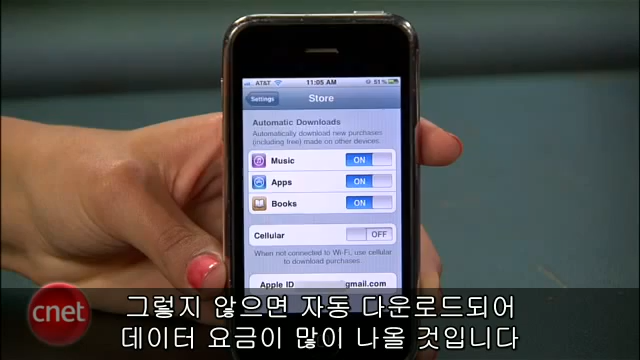 AT&T 11:05 AM 51%
Settings Store
Automatic Downloads
Automatically download new purchases
(including free) made on other devices.
Music ON
Apps ON
Books ON
Cellular OFF
When not connected to Wi-Fi, use cellular
to download purchases.
Apple ID @gmail.com
cnet
그렇지 않으면 자동 다운로드되어
데이터 요금이 많이 나올 것입니다